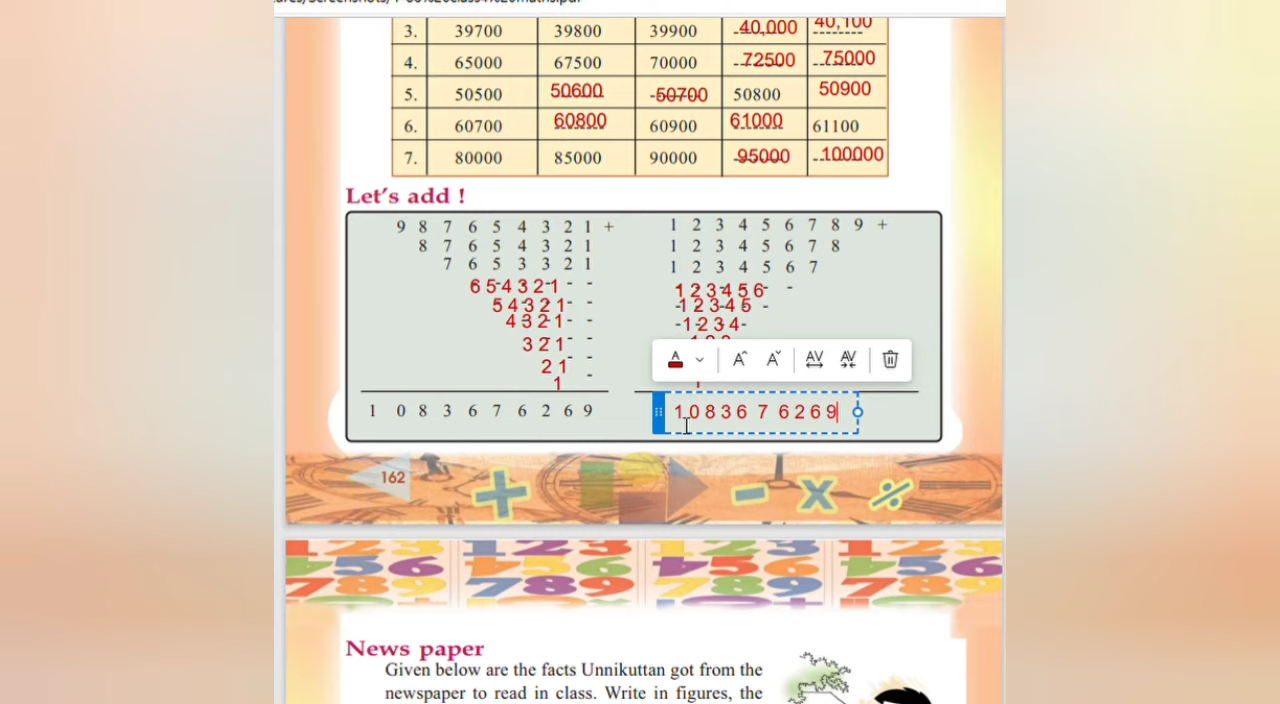 3. 39700 39800 39900 40,000 40,100
4. 65000 67500 70000 72500 75000
5. 50500 50600 50700 50800 50900
6. 60700 60800 60900 61000 61100
7. 80000 85000 90000 95000 100000
Let's add !
9 8 7 6 5 4 3 2 1 +
8 7 6 5 4 3 2 1
7 6 5 3 3 2 1
6 5 4 3 2 1
5 4 3 2 1
4 3 2 1
3 2 1
2 1
1
1 0 8 3 6 7 6 2 6 9
1 2 3 4 5 6 7 8 9 +
1 2 3 4 5 6 7 8
1 2 3 4 5 6 7
1 2 3 4 5 6
1 2 3 4 5
1 2 3 4
1 0 8 3 6 7 6 2 6 9
162
News paper
Given below are the facts Unnikuttan got from the
newspaper to read in class. Write in figures, the